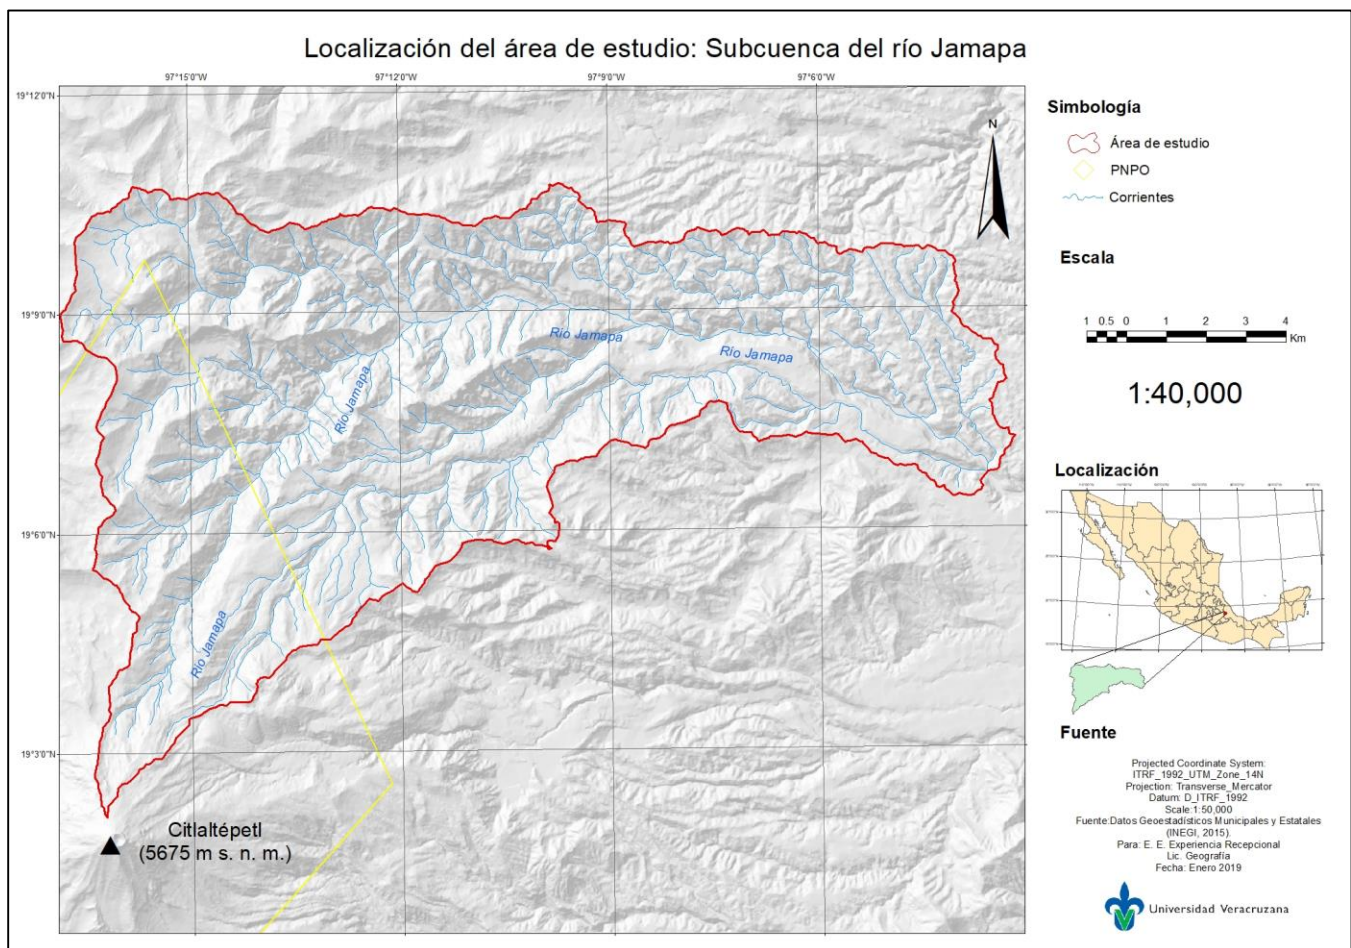 Localización del área de estudio: Subcuenca del río Jamapa
97°15'0"W 97°12'0"W 97°9'0"W 97°6'0"W
19°12'0"N
19°9'0"N
19°6'0"N
19°3'0"N
N
Río Jamapa
Río Jamapa
Río Jamapa
Río Jamapa
Citlaltépetl
(5675 m s. n. m.)
Simbología
Área de estudio
PNPO
Corrientes
Escala
1 0.5 0 1 2 3 4
Km
1:40,000
Localización
Fuente
Projected Coordinate System:
ITRF_1992_UTM_Zone_14N
Projection: Transverse_Mercator
Datum: D_ITRF_1992
Scale:1:50,000
Fuente:Datos Geoestadísticos Municipales y Estatales
(INEGI, 2015).
Para: E. E. Experiencia Recepcional
Lic. Geografía
Fecha: Enero 2019
Universidad Veracruzana